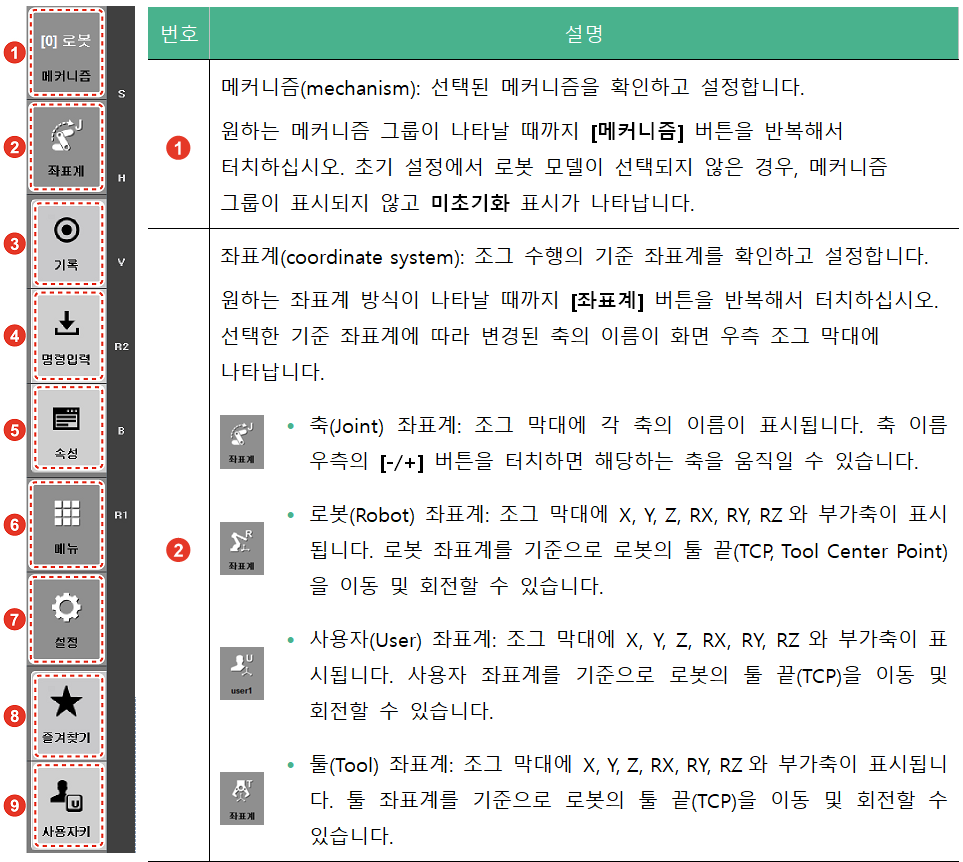 1
[0] 로봇
메커니즘
S
2
J
좌표계
H
3
기록
V
4
명령입력
R2
5
속성
B
6
메뉴
R1
7
설정
8
즐겨찾기
9
U
사용자키
번호
설명
1
메커니즘(mechanism): 선택된 메커니즘을 확인하고 설정합니다.
원하는 메커니즘 그룹이 나타날 때까지 [메커니즘] 버튼을 반복해서
터치하십시오. 초기 설정에서 로봇 모델이 선택되지 않은 경우, 메커니즘
그룹이 표시되지 않고 미초기화 표시가 나타납니다.
2
좌표계(coordinate system): 조그 수행의 기준 좌표계를 확인하고 설정합니다.
원하는 좌표계 방식이 나타날 때까지 [좌표계] 버튼을 반복해서 터치하십시오.
선택한 기준 좌표계에 따라 변경된 축의 이름이 화면 우측 조그 막대에
나타납니다.
J
좌표계
• 축(Joint) 좌표계: 조그 막대에 각 축의 이름이 표시됩니다. 축 이름
우측의 [-/+] 버튼을 터치하면 해당하는 축을 움직일 수 있습니다.
R
좌표계
• 로봇(Robot) 좌표계: 조그 막대에 X, Y, Z, RX, RY, RZ 와 부가축이 표시
됩니다. 로봇 좌표계를 기준으로 로봇의 툴 끝(TCP, Tool Center Point)
을 이동 및 회전할 수 있습니다.
U
user1
• 사용자(User) 좌표계: 조그 막대에 X, Y, Z, RX, RY, RZ 와 부가축이 표
시됩니다. 사용자 좌표계를 기준으로 로봇의 툴 끝(TCP)을 이동 및
회전할 수 있습니다.
좌표계
• 툴(Tool) 좌표계: 조그 막대에 X, Y, Z, RX, RY, RZ 와 부가축이 표시됩니
다. 툴 좌표계를 기준으로 로봇의 툴 끝(TCP)을 이동 및 회전할 수
있습니다.